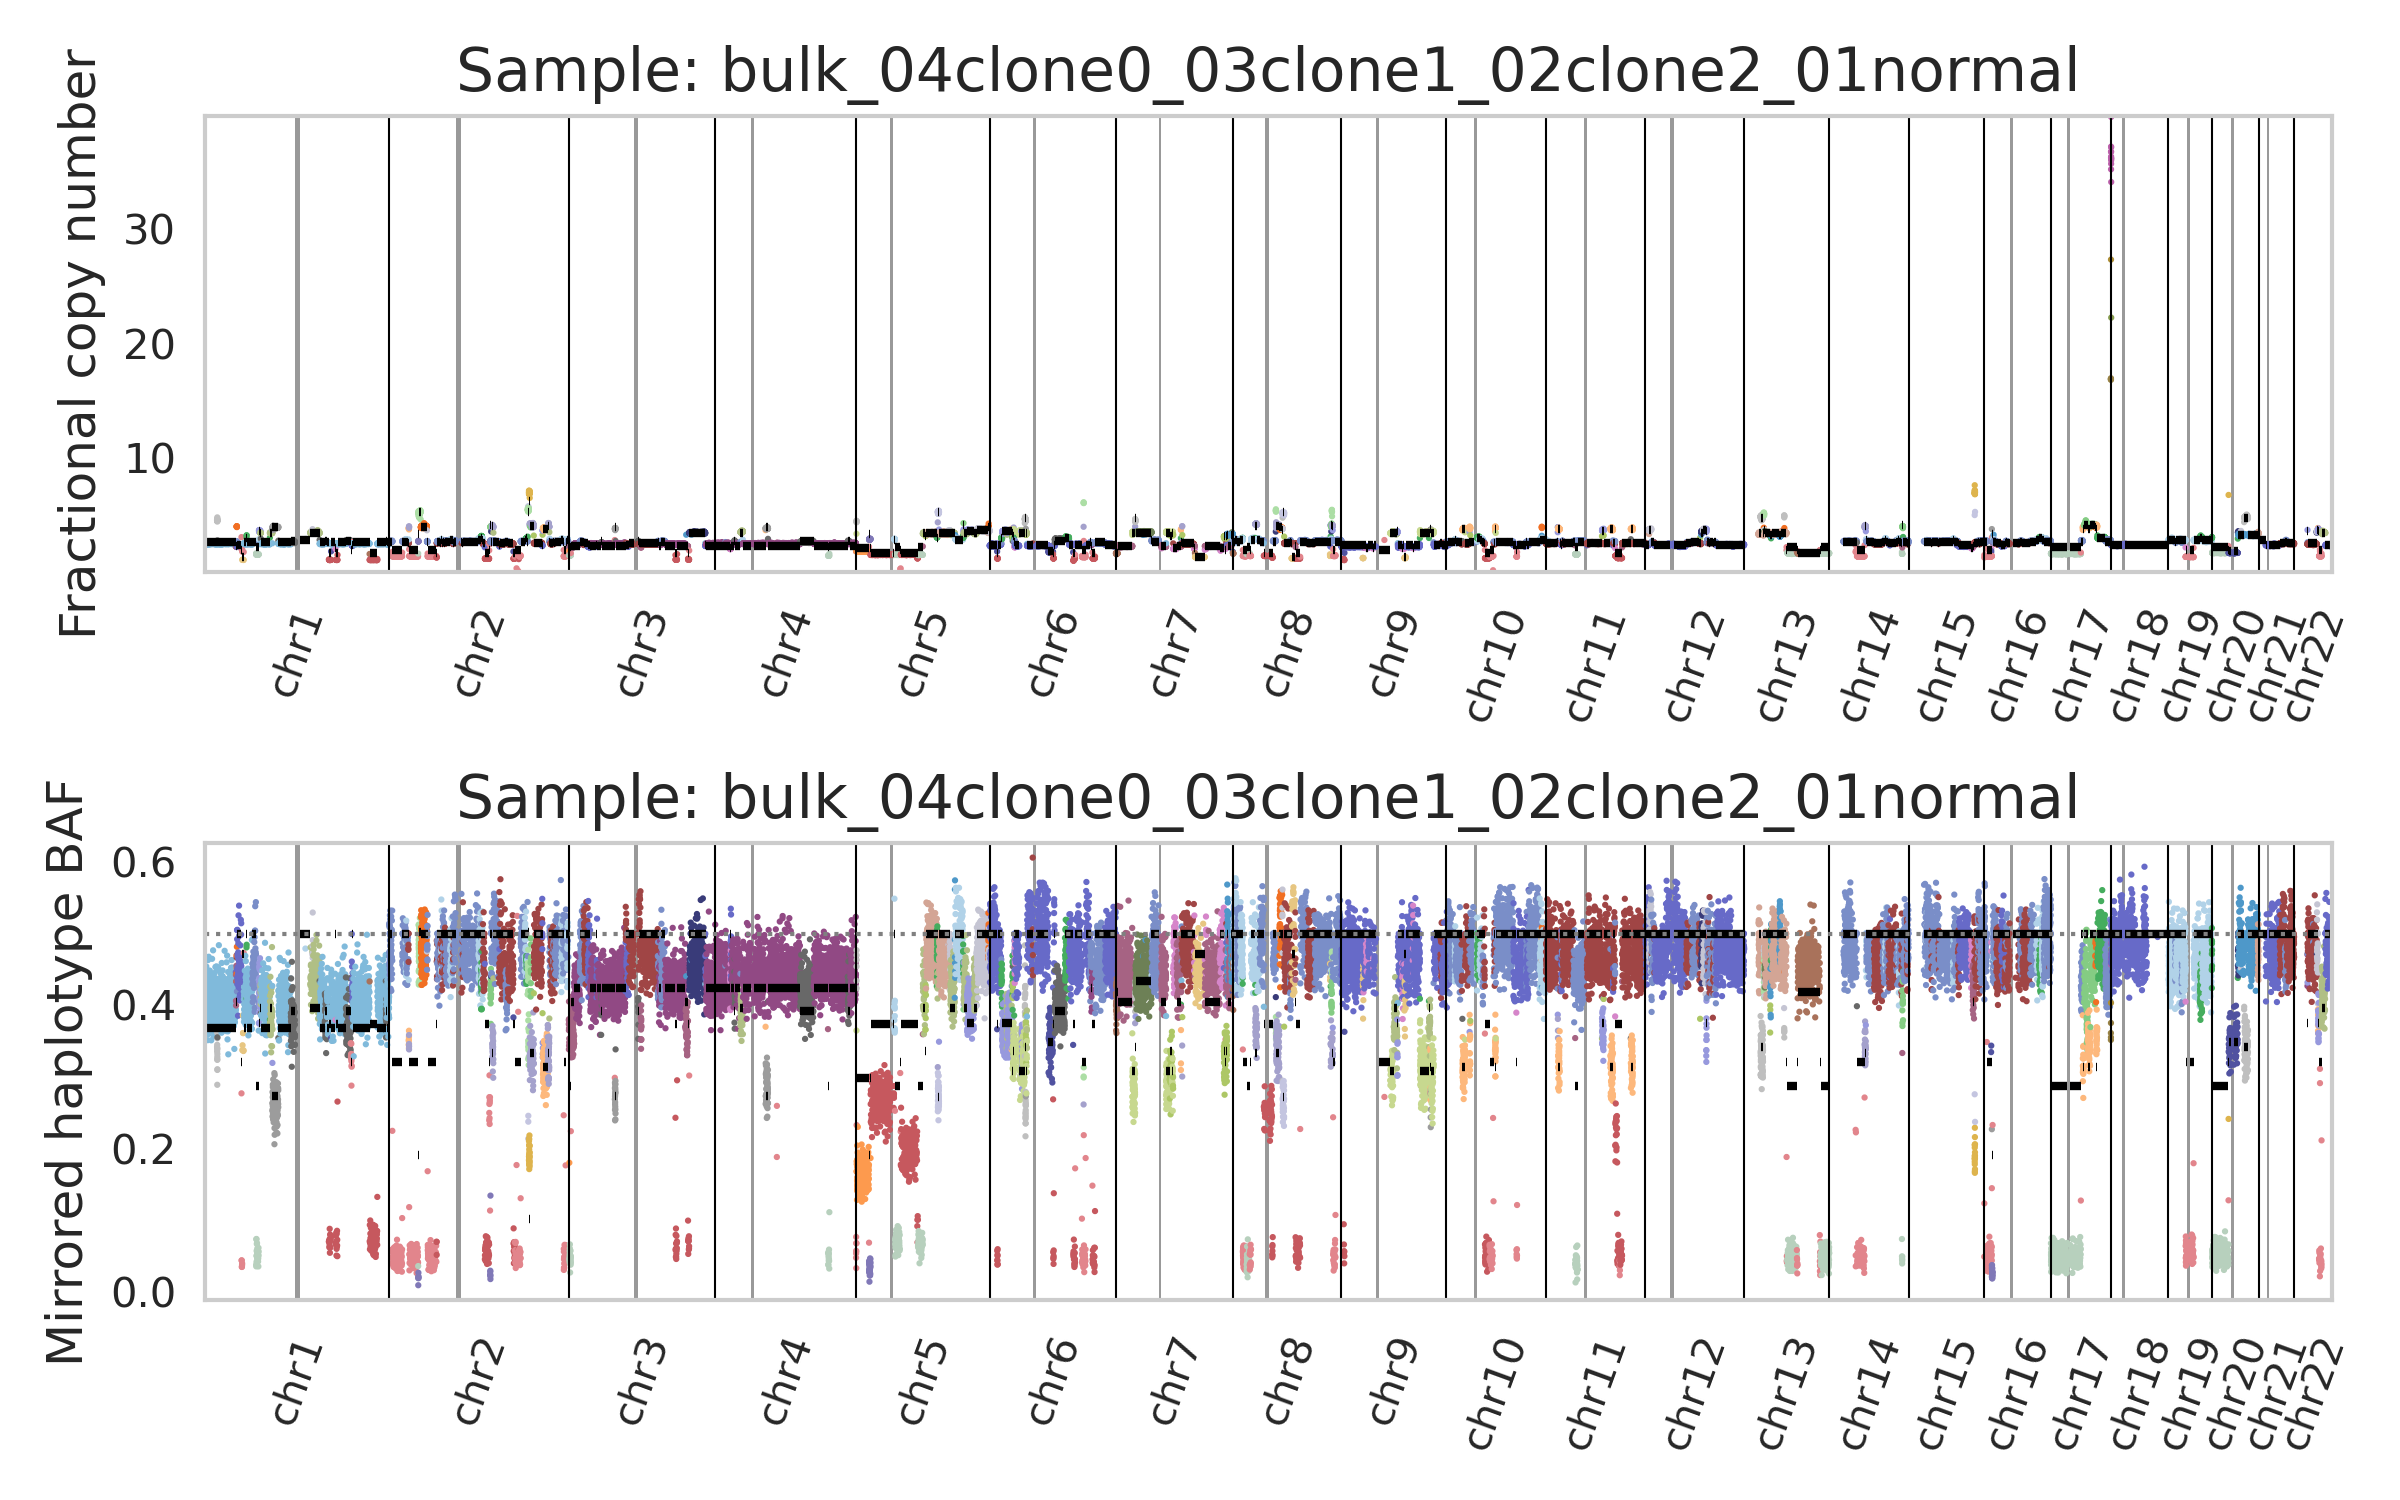 Sample: bulk_04clone0_03clone1_02clone2_01normal
Fractional copy number
30
20
10
chr1 chr2 chr3 chr4 chr5 chr6 chr7 chr8 chr9 chr10 chr11 chr12 chr13 chr14 chr15 chr16 chr17 chr18 chr19 chr20 chr21 chr22
Sample: bulk_04clone0_03clone1_02clone2_01normal
Mirrored haplotype BAF
0.6
0.4
0.2
0.0
chr1 chr2 chr3 chr4 chr5 chr6 chr7 chr8 chr9 chr10 chr11 chr12 chr13 chr14 chr15 chr16 chr17 chr18 chr19 chr20 chr21 chr22